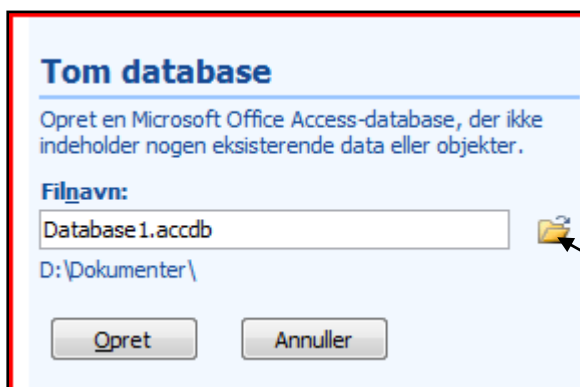 Tom database
Opret en Microsoft Office Access-database, der ikke
indeholder nogen eksisterende data eller objekter.
Filnavn:
Database1.accdb
D:\Dokumenter\
Opret Annuller